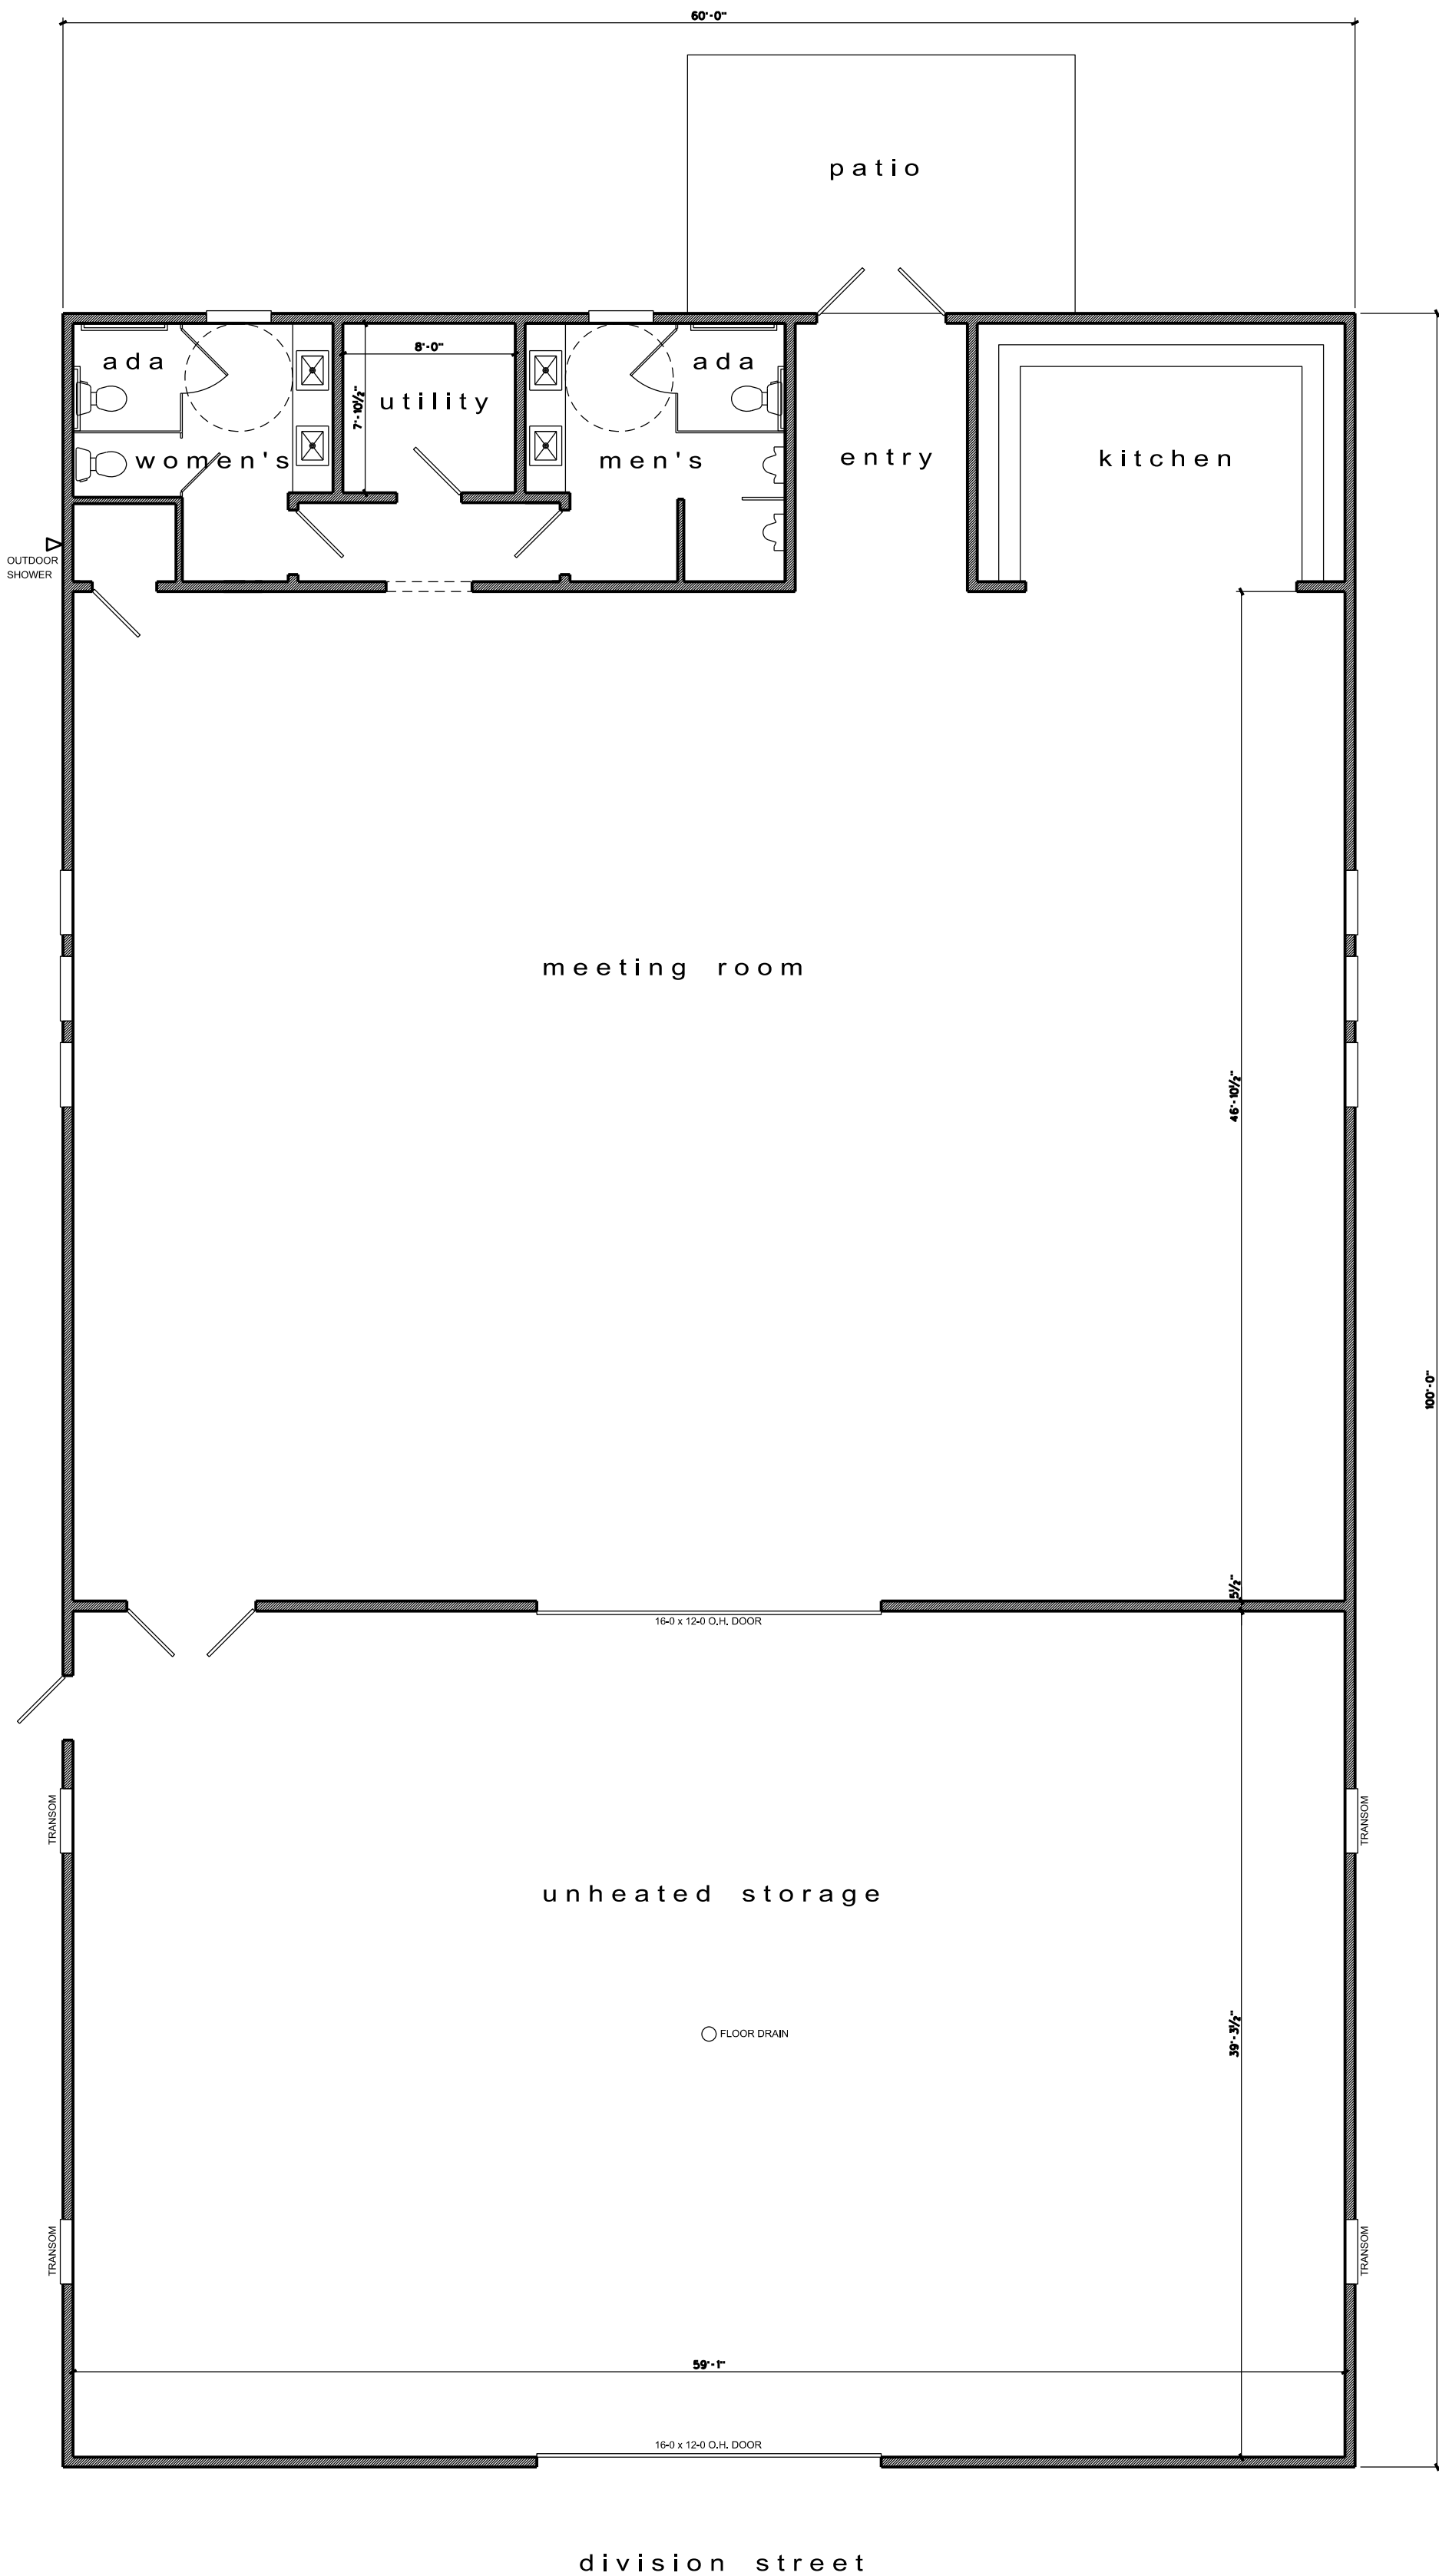 60'-0"
patio
ada
8'-0"
ada
7'-10½"
utility
women's
men's
entry
kitchen
OUTDOOR
SHOWER
meeting room
46'-10½"
100'-0"
5½"
16-0 x 12-0 O.H. DOOR
TRANSOM
TRANSOM
unheated storage
FLOOR DRAIN
39'-3½"
TRANSOM
TRANSOM
59'-1"
16-0 x 12-0 O.H. DOOR
division street